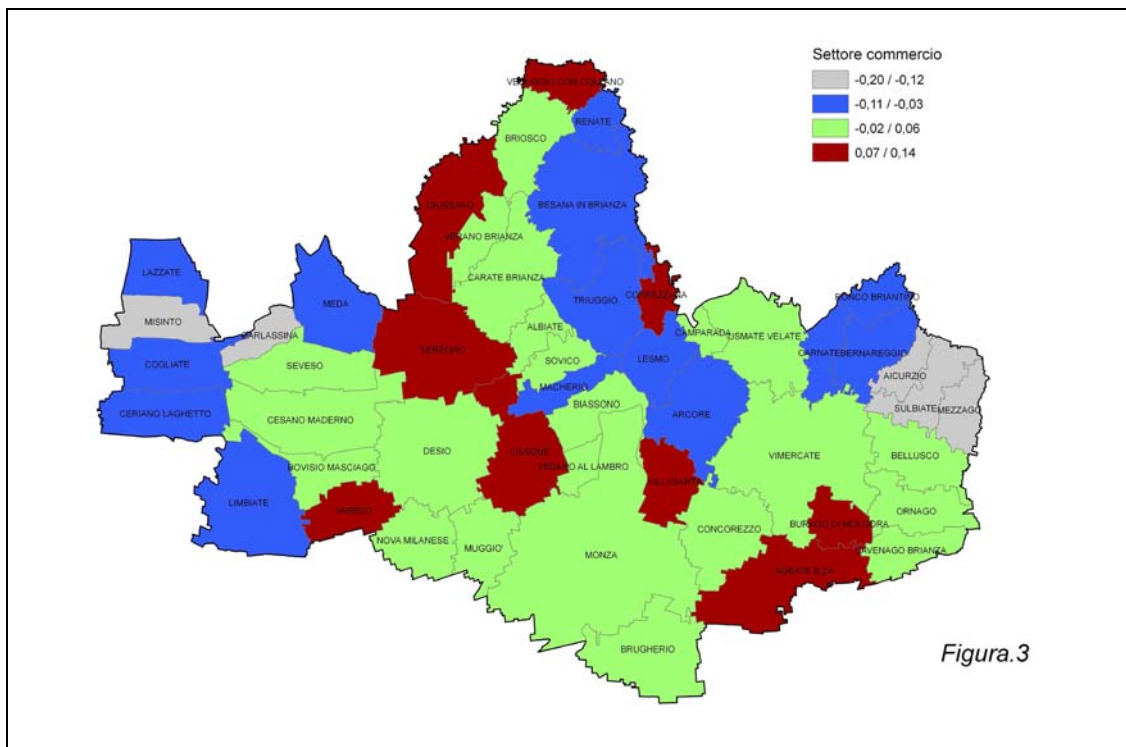 Settore commercio
-0,20 / -0,12
-0,11 / -0,03
-0,02 / 0,06
0,07 / 0,14
VEDUGGIO CON COLZANO
RENATE
BRIOSCO
BESANA IN BRIANZA
GIUSSANO
VERANO BRIANZA
CARATE BRIANZA
LAZZATE
MEDA
TRIUGGIO
CORREZZANA
RONCO BRIANTINO
MISINTO
BARLASSINA
ALBIATE
CAMPARADA
USMATE VELATE
SEREGNO
SOVICO
LESMO
CARNATE
BERNAREGGIO
COGLIATE
SEVESO
AICURZIO
MACHERIO
CERIANO LAGHETTO
BIASSONO
ARCORE
SULBIATE
MEZZAGO
CESANO MADERNO
DESIO
LISSONE
VIMERCATE
BELLUSCO
BOVISIO MASCIAGO
VEDANO AL LAMBRO
VILLASANTA
LIMBIATE
VAREDO
ORNAGO
CONCOREZZO
BURAGO DI MOLGORA
NOVA MILANESE
MUGGIO'
MONZA
CAVENAGO BRIANZA
AGRATE B.ZA
BRUGHERIO
Figura.3